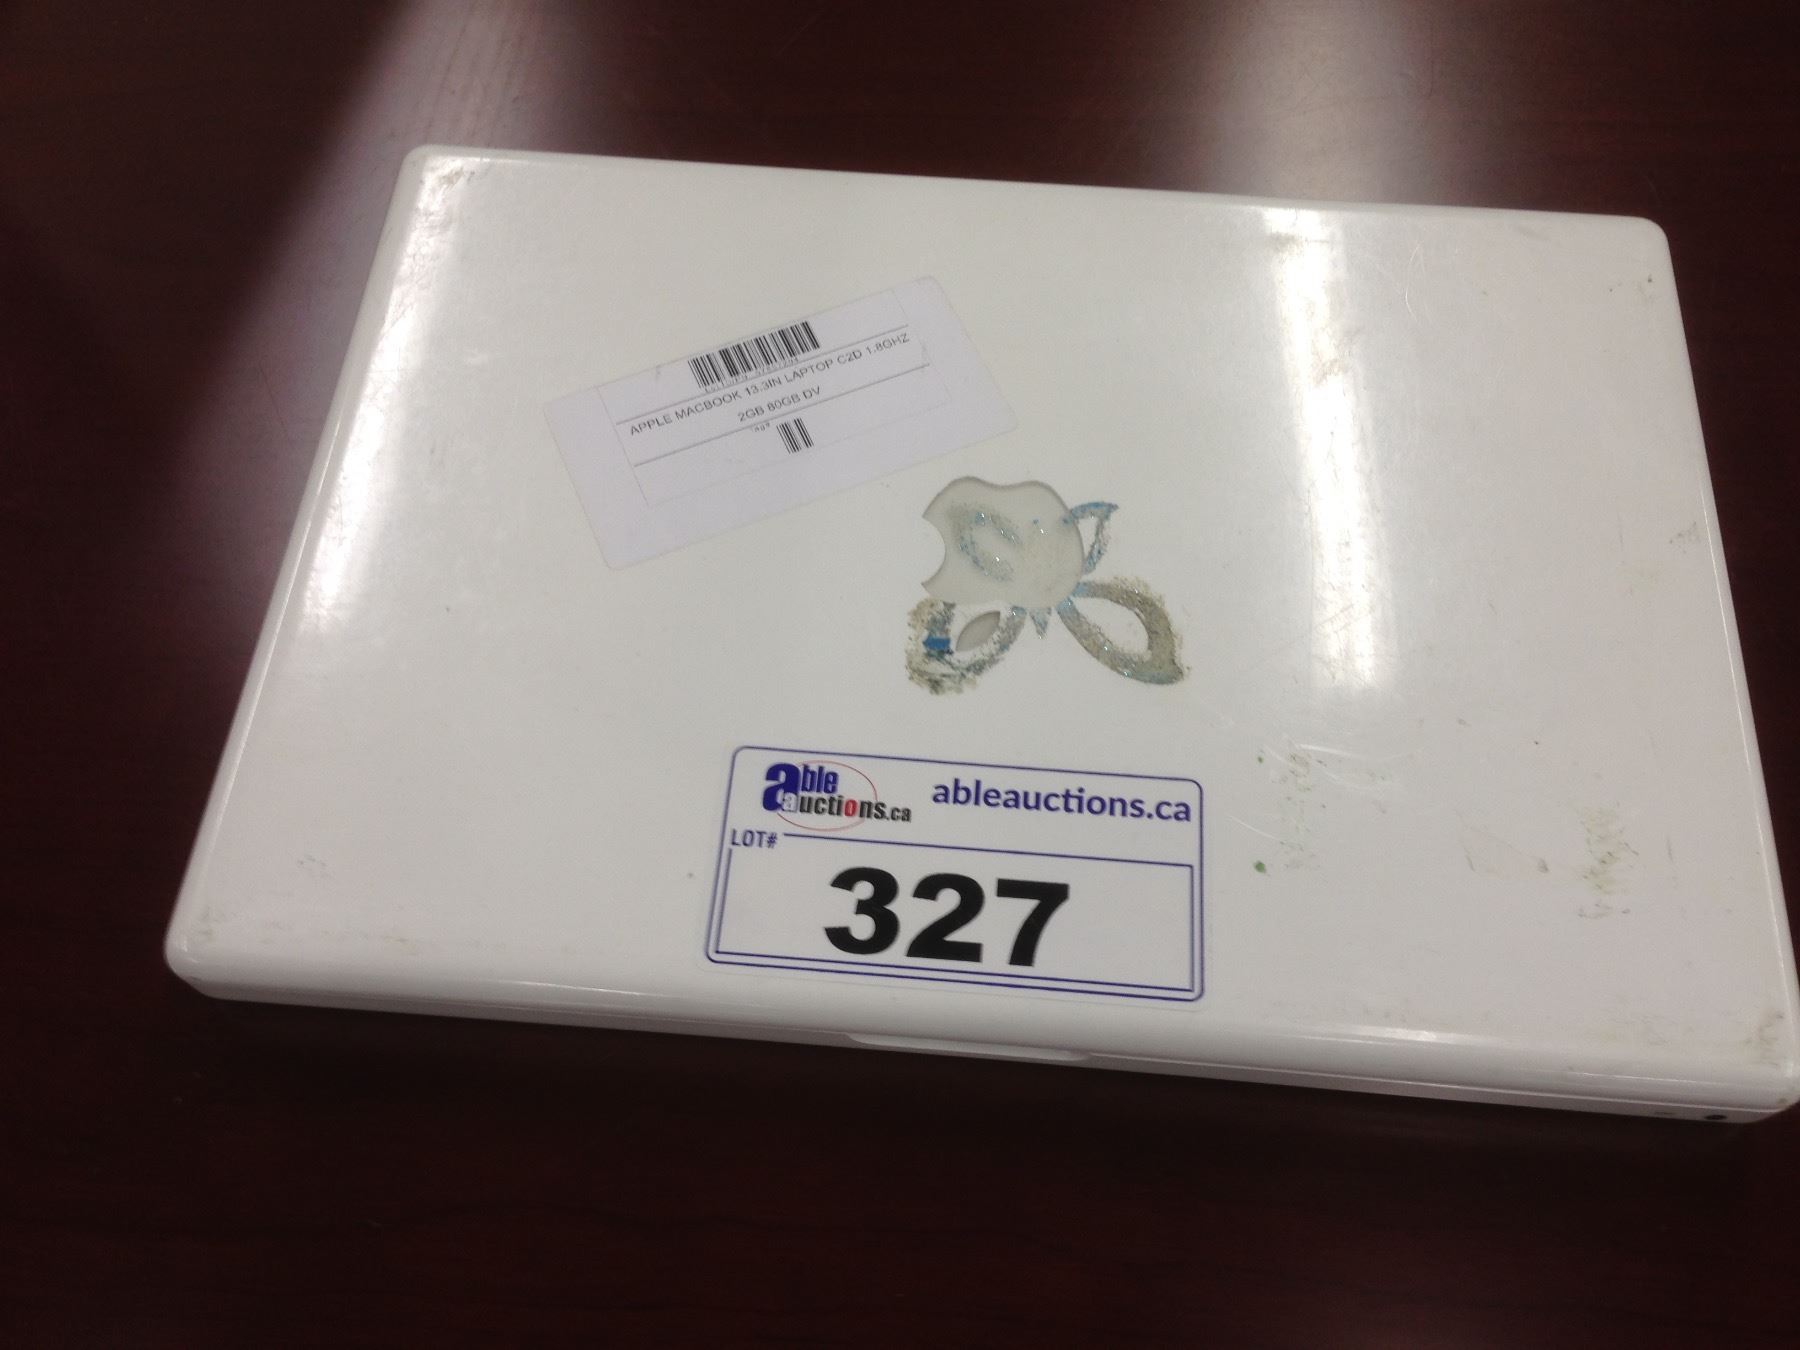 APPLE MACBOOK 13.3IN LAPTOP C2D 1.8GHZ
2GB 80GB DV
able auctions.ca
ableauctions.ca
LOT#
327